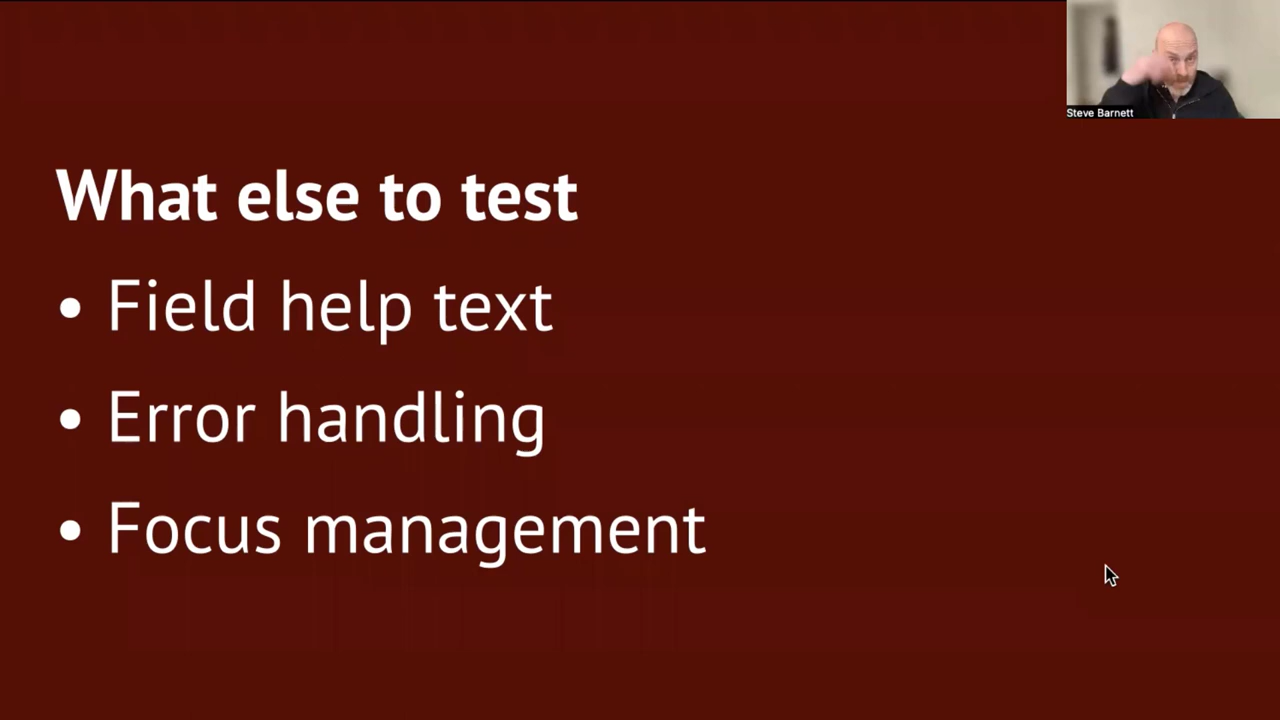 Steve Barnett
What else to test
• Field help text
• Error handling
• Focus management